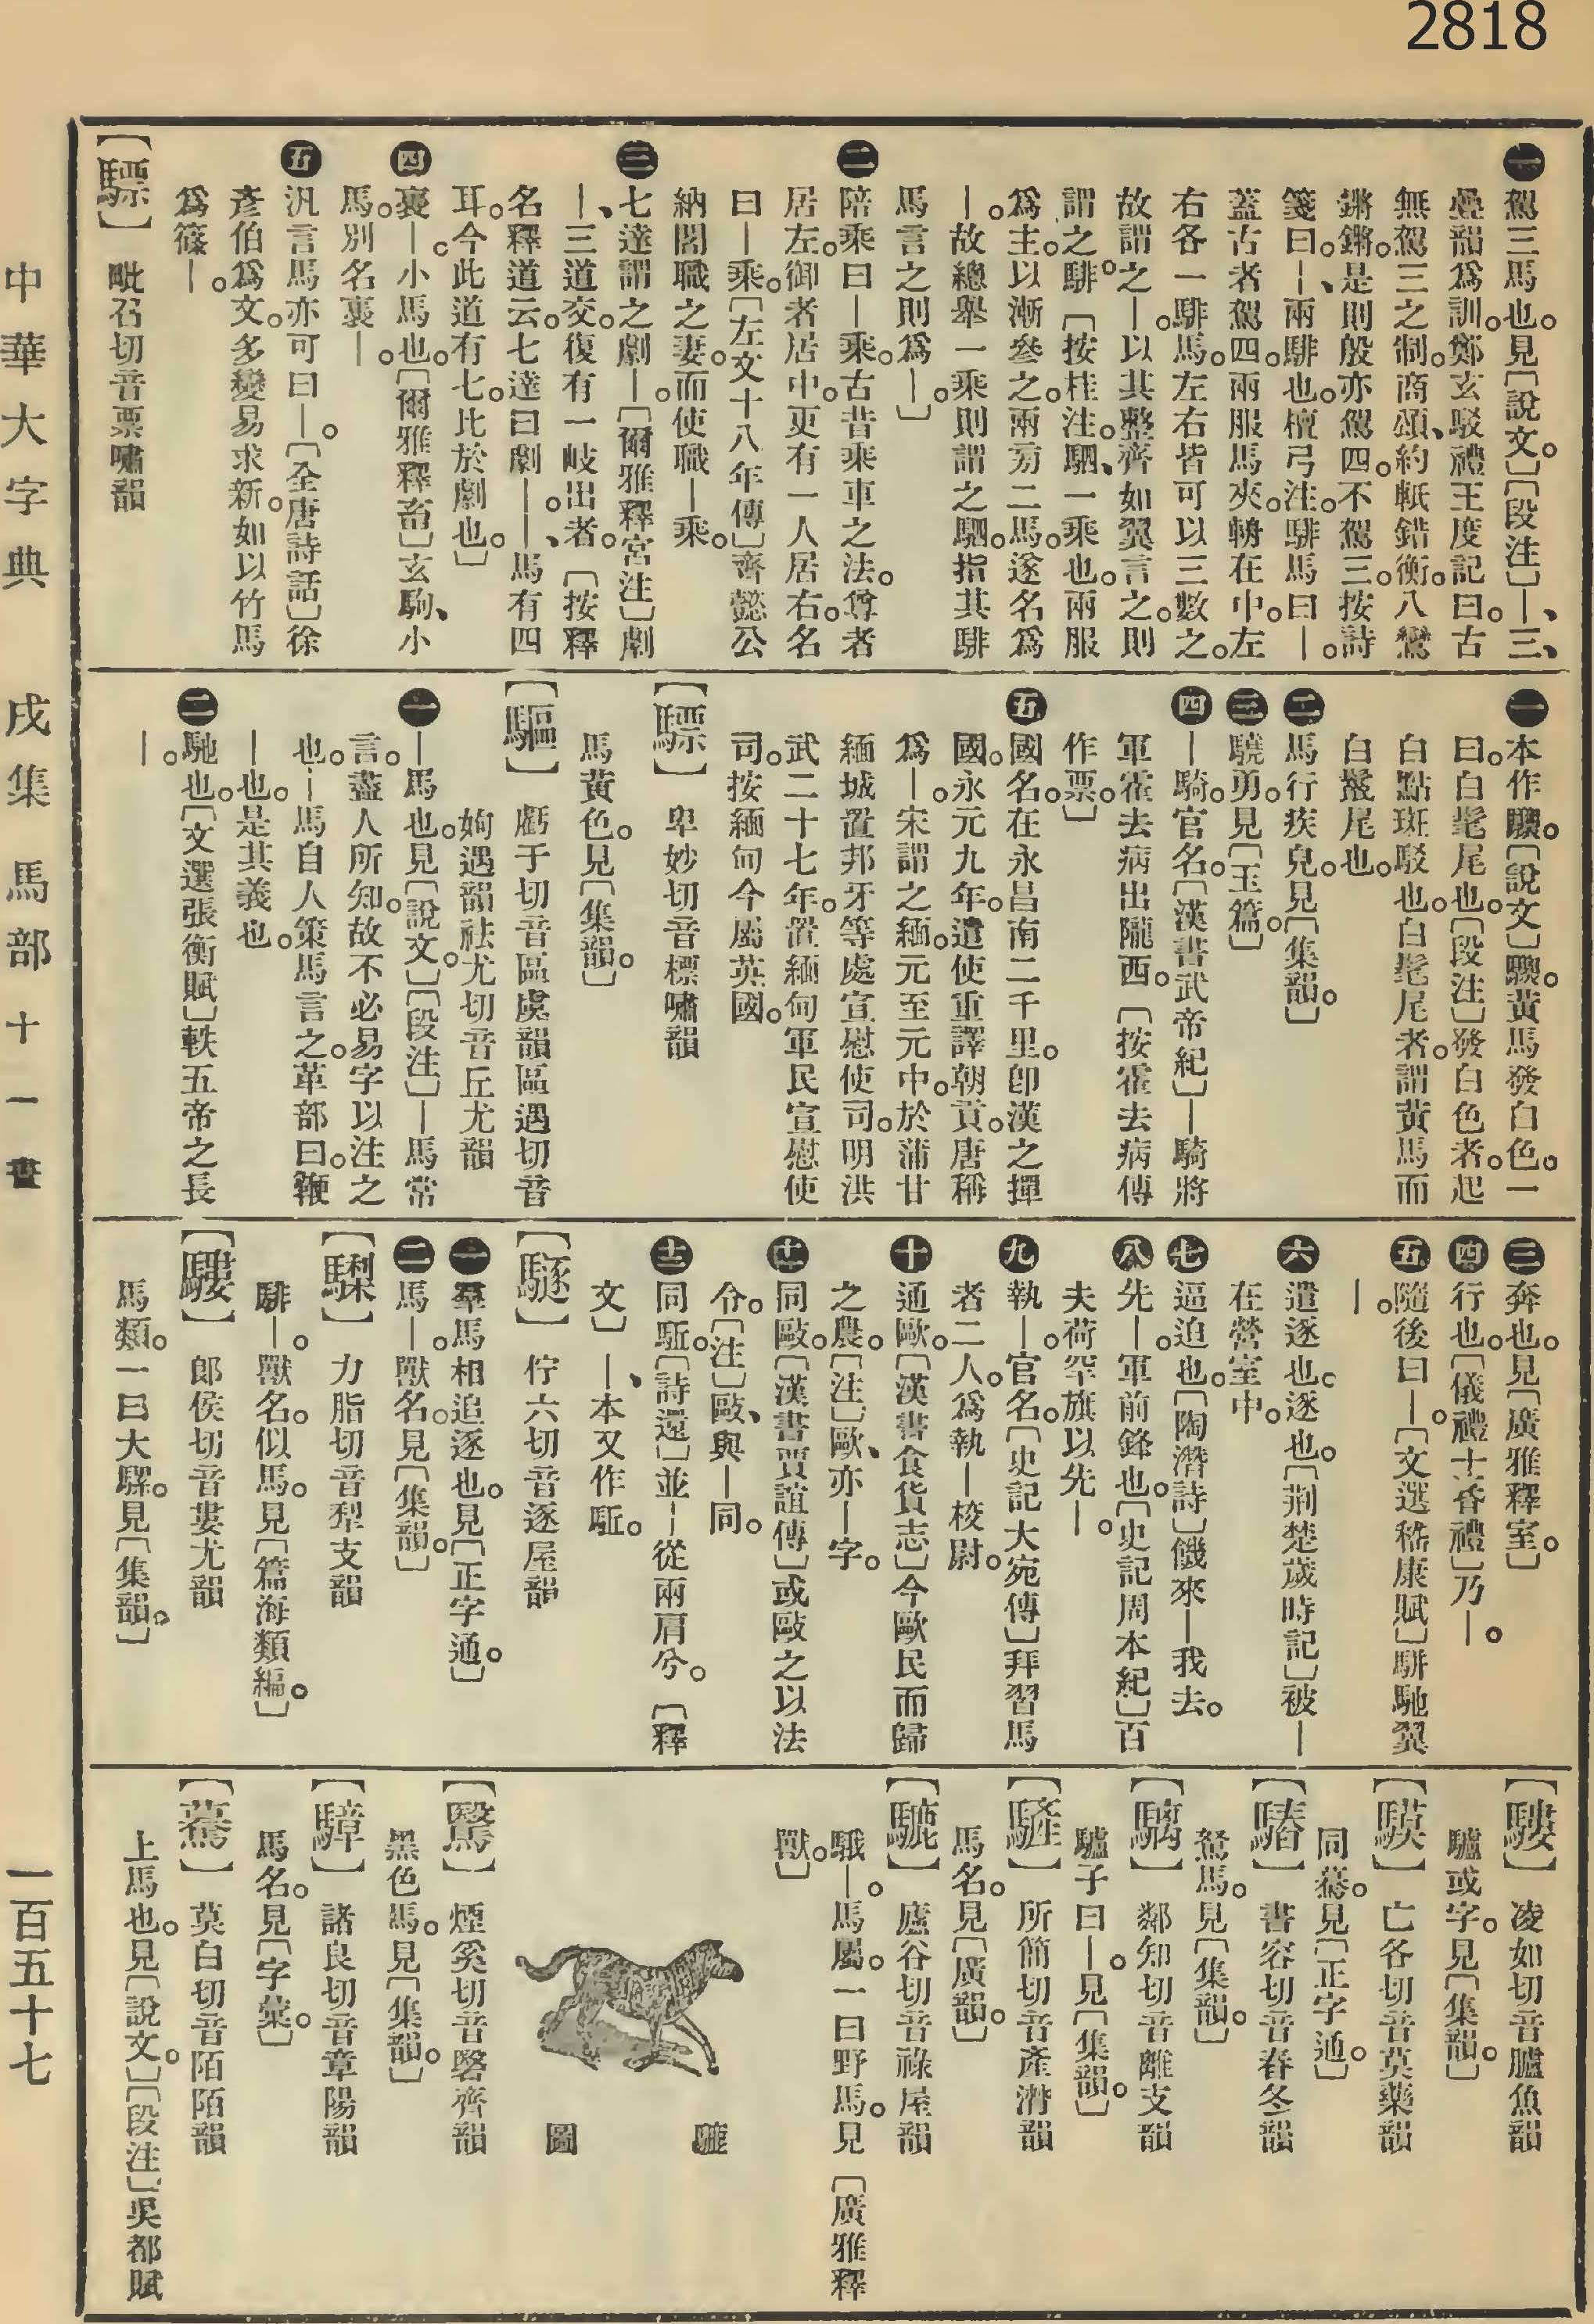 2818
㊀駕三馬也。見〔說文。〕〔段注〕—、三、
疊韻爲訓。鄭玄駁禮王度記曰。古
無駕三之制。商頌、約軝錯衡。八鸞
鏘鏘。是則殷亦駕四。不駕三。按詩
箋曰。—、兩騑也。檀弓注。騑馬曰—。
蓋古者駕四。兩服馬夾輈在中。左
右各一騑馬。左右皆可以三數之。
故謂之—。以其整齊如翼言之。則
謂之騑。〔按桂注。駟、一乘也。兩服
爲主。以漸參之。兩旁二馬。遂名爲
—。故總舉一乘則謂之駟。指其騑
馬言之則爲—。〕
㊁陪乘曰—乘。古昔乘車之法。尊者
居左。御者居中。更有一人居右。名
曰—乘。〔左文十八年傳〕齊懿公
納閻職之妻。而使職—乘。
㊂七達謂之劇—。〔爾雅釋宮注〕劇
—、三道交。復有一岐出者。〔按釋
名釋道云。七達曰劇—。—、馬有四
耳。今此道有七。比於劇也。〕
㊃褭—。小馬也。〔爾雅釋畜〕玄駒、小
馬。別名褭—。
㊄汎言馬亦可曰—。〔全唐詩話〕徐
彥伯爲文。多變易求新。如以竹馬
爲篠—。
〔驃〕 毗召切音票嘯韻
㊀本作驃。〔說文〕驃。黃馬發白色。一
曰。白髦尾也。〔段注〕發白色者。起
白點斑駁也。白髦尾者。謂黃馬而
白鬛尾也。
㊁馬行疾皃。見〔集韻。〕
㊂驍勇。見〔玉篇。〕
㊃—騎。官名。〔漢書武帝紀〕—騎將
軍霍去病出隴西。〔按霍去病傳
作票。〕
㊄國名。在永昌南二千里。卽漢之撣
國。永元九年。遣使重譯朝貢。唐稱
爲—。宋謂之緬。元至元中。於蒲甘
緬城置邦牙等處宣慰使司。明洪
武二十七年。置緬甸軍民宣慰使
司。按緬甸今屬英國。
〔驃〕 卑妙切音標嘯韻
馬黃色。見〔集韻。〕
〔驅〕 虧于切音區虞韻區遇切音
姁遇韻祛尤切音丘尤韻
㊀—馬也。見〔說文。〕〔段注〕—馬常
言。盡人所知。故不必易字以注之
也。—馬自人策馬言之。革部曰。鞭
—也。是其義也。
㊁馳也。〔文選張衡賦〕軼五帝之長
—。
㊂奔也。見〔廣雅釋室。〕
㊃行也。〔儀禮士昏禮〕乃—。
㊄隨後曰—。〔文選嵇康賦〕駢馳翼
—。
㊅遣逐也。逐也。〔荊楚歲時記〕被—
在營室中。
㊆逼迫也。〔陶潛詩〕饑來—我去。
㊇先—。軍前鋒也。〔史記周本紀〕百
夫荷罕旗以先—。
㊈執—。官名。〔史記大宛傳〕拜習馬
者二人爲執—校尉。
㊉通歐。〔漢書食貨志〕今歐民而歸
之農。〔注〕歐、亦—字。
⑪同敺。〔漢書賈誼傳〕或敺之以法
令。〔注〕敺、與—同。
⑫同駈。〔詩還〕並—從兩肩兮。〔釋
文〕—、本又作駈。
〔䮱〕 佇六切音逐屋韻
㊀羣馬相追逐也。見〔正字通。〕
㊁馬—。獸名。見〔集韻。〕
〔𩥬〕 力脂切音犁支韻
騑—。獸名。似馬。見〔篇海類編。〕
〔䮫〕 郞侯切音婁尤韻
馬類。一曰大騾。見〔集韻。〕
〔䮫〕 凌如切音臚魚韻
驢或字。見〔集韻。〕
〔䮬〕 亡各切音莫藥韻
同驀。見〔正字通。〕
〔䮲〕 書容切音舂冬韻
駑馬。見〔集韻。〕
〔䮥〕 鄰知切音離支韻
驢子曰—。見〔集韻。〕
〔𩥮〕 所簡切音產潸韻
馬名。見〔廣韻。〕
〔䮷〕 廬谷切音祿屋韻
騀—。馬屬。一曰野馬。見〔廣雅釋
獸。〕
䮷
圖
〔䮸〕 煙奚切音鷖齊韻
黑色馬。見〔集韻。〕
〔騿〕 諸良切音章陽韻
馬名。見〔字彙。〕
〔驀〕 莫白切音陌陌韻
上馬也。見〔說文。〕〔段注〕吳都賦
中華大字典 戌集 馬部 十一畫 一百五十七